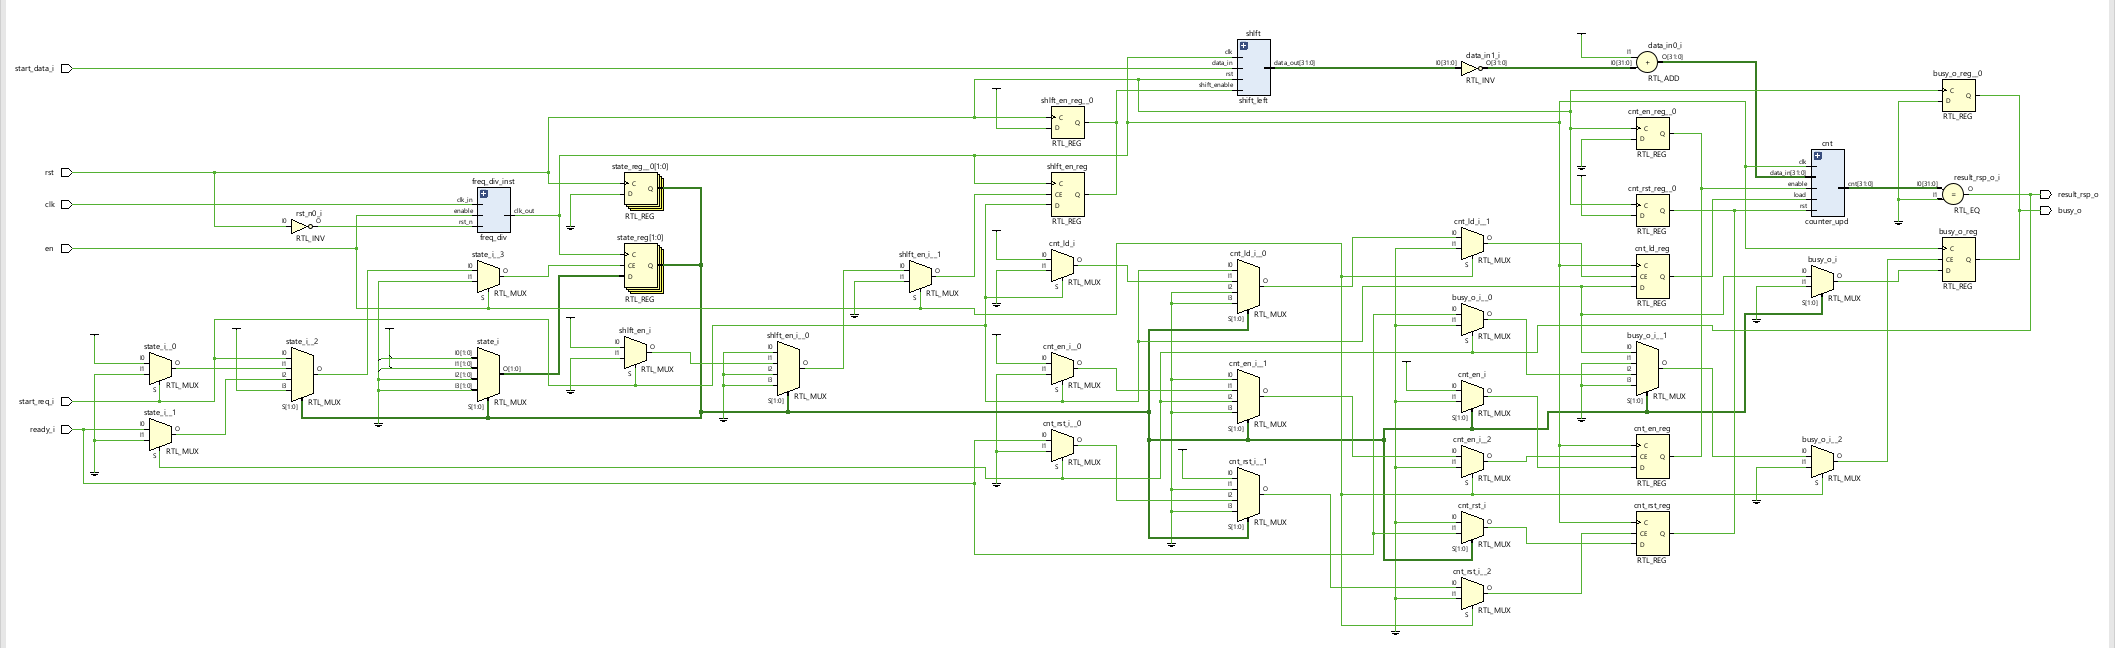 start_data_i
rst
clk
en
start_req_i
ready_i
rst_n0_i
I0
O
RTL_INV
freq_div_inst
clk_in
enable
rst_n
clk_out
freq_div
state_reg__0[1:0]
C
D
Q
RTL_REG
state_reg[1:0]
C
CE
D
Q
RTL_REG
state_i__3
I0
I1
S
O
RTL_MUX
state_i__0
I0
I1
S
O
RTL_MUX
state_i__1
I0
I1
S
O
RTL_MUX
state_i__2
I0
I1
I2
I3
S[1:0]
O
RTL_MUX
state_i
I0[1:0]
I1[1:0]
I2[1:0]
I3[1:0]
S[1:0]
O[1:0]
RTL_MUX
shift_en_i
I0
I1
S
O
RTL_MUX
shift_en_i__0
I0
I1
I2
I3
S[1:0]
O
RTL_MUX
shift_en_i__1
I0
I1
S
O
RTL_MUX
shift_en_reg__0
C
D
Q
RTL_REG
shift_en_reg
C
CE
D
Q
RTL_REG
cnt_ld_i
I0
I1
S
O
RTL_MUX
cnt_en_i__0
I0
I1
S
O
RTL_MUX
cnt_rst_i__0
I0
I1
S
O
RTL_MUX
shift
clk
data_in
rst
shift_enable
data_out[31:0]
shift_left
cnt_ld_i__0
I0
I1
I2
I3
S[1:0]
O
RTL_MUX
cnt_en_i__1
I0
I1
I2
I3
S[1:0]
O
RTL_MUX
cnt_rst_i__1
I0
I1
I2
I3
S[1:0]
O
RTL_MUX
data_in1_i
I0[31:0]
O[31:0]
RTL_INV
cnt_ld_i__1
I0
I1
S
O
RTL_MUX
busy_o_i__0
I0
I1
S
O
RTL_MUX
cnt_en_i
I0
I1
S[1:0]
O
RTL_MUX
cnt_en_i__2
I0
I1
S
O
RTL_MUX
cnt_rst_i
I0
I1
S[1:0]
O
RTL_MUX
cnt_rst_i__2
I0
I1
S
O
RTL_MUX
data_in0_i
I1
I0[31:0]
O[31:0]
+
RTL_ADD
cnt_en_reg__0
C
D
Q
RTL_REG
cnt_rst_reg__0
C
D
Q
RTL_REG
cnt_ld_reg
C
CE
D
Q
RTL_REG
busy_o_i__1
I0
I1
I2
I3
S[1:0]
O
RTL_MUX
cnt_en_reg
C
CE
D
Q
RTL_REG
cnt_rst_reg
C
CE
D
Q
RTL_REG
cnt
clk
data_in[31:0]
enable
load
rst
cnt[31:0]
counter_upd
busy_o_i
I0
I1
S[1:0]
O
RTL_MUX
busy_o_i__2
I0
I1
S
O
RTL_MUX
busy_o_reg__0
C
D
Q
RTL_REG
result_rsp_o_i
I0[31:0]
I1
O
=
RTL_EQ
busy_o_reg
C
CE
D
Q
RTL_REG
result_rsp_o
busy_o